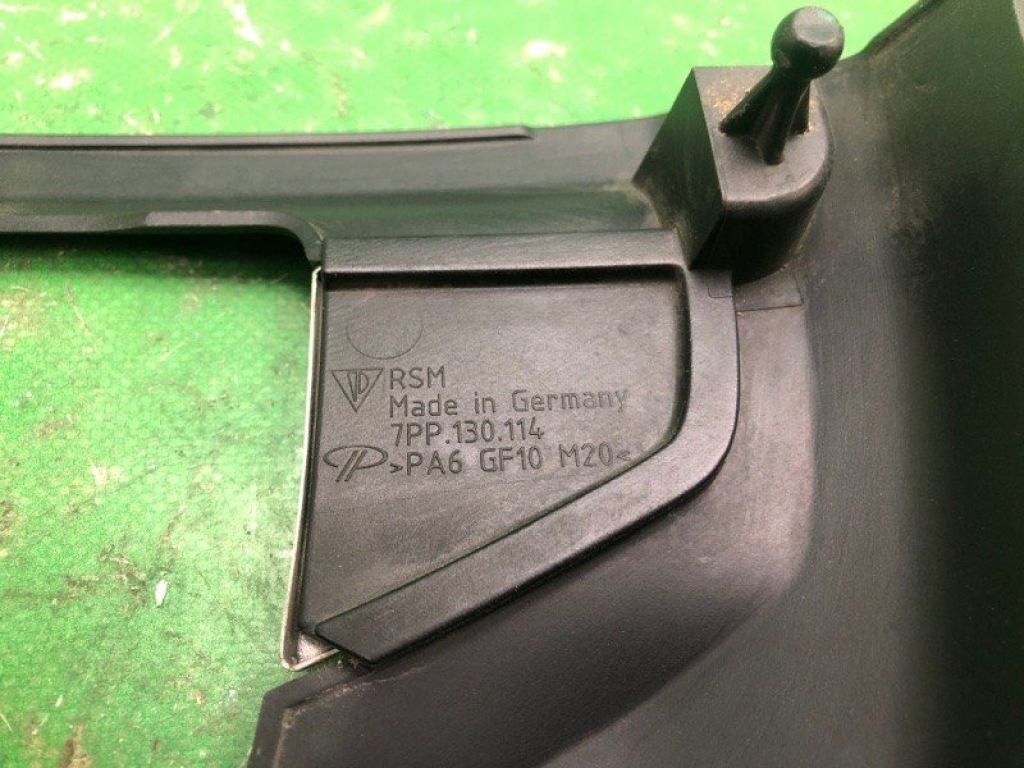 RSM
Made in Germany
7PP.130.114
>PA6 GF10 M20<